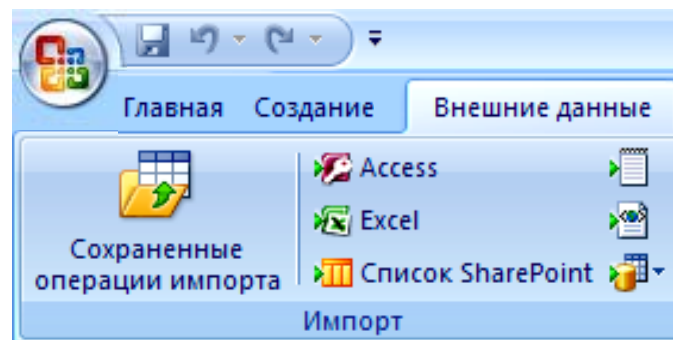 Главная Создание Внешние данные
Сохраненные
операции импорта
Access
Excel
Список SharePoint
Импорт